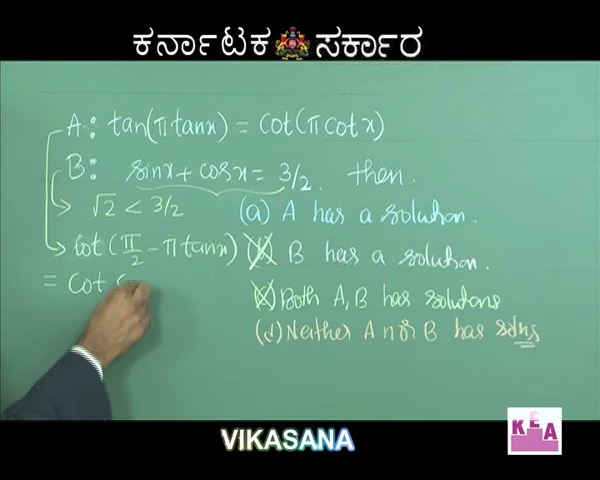 ಕರ್ನಾಟಕ ಸರ್ಕಾರ
A: tan(π tanx) = cot(π cot x)
B: sinx + cosx = 3/2. then.
√2 < 3/2 (a) A has a solution.
cot(π/2 - π tanx) (b) B has a solution.
= cot (c) Both A, B has solutions
(d) Neither A nor B has solns
VIKASANA
KEA